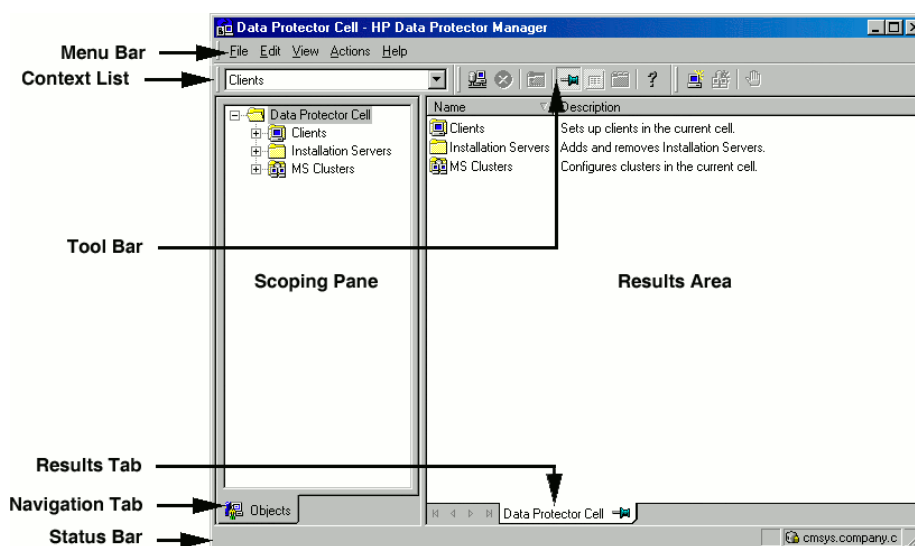 Data Protector Cell - HP Data Protector Manager
Menu Bar
File Edit View Actions Help
Context List
Clients
Name Description
Data Protector Cell
Clients
Installation Servers
MS Clusters
Clients Sets up clients in the current cell.
Installation Servers Adds and removes Installation Servers.
MS Clusters Configures clusters in the current cell.
Tool Bar
Scoping Pane
Results Area
Results Tab
Navigation Tab
Objects
Data Protector Cell
Status Bar
cmsys.company.c